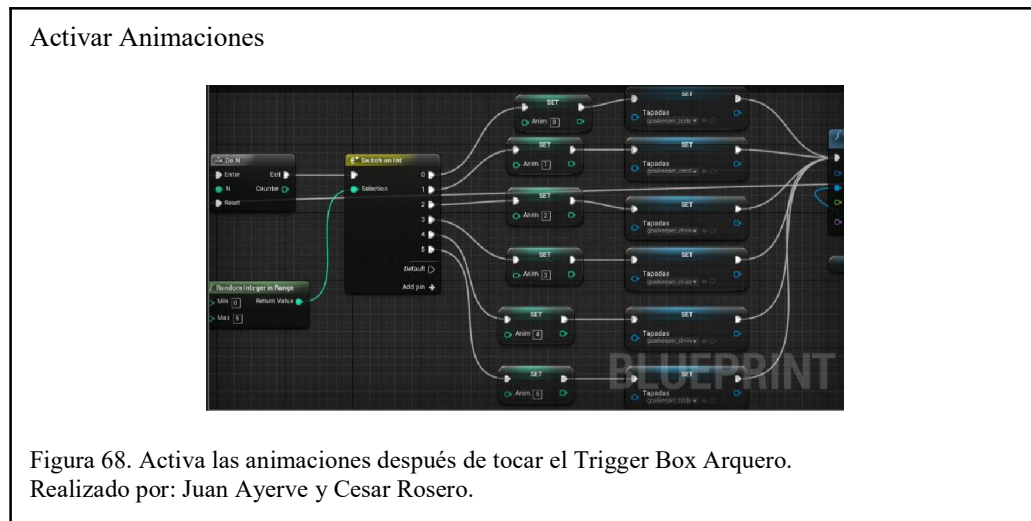 Activar Animaciones
Do N
Enter
Exit
N
Counter
Reset
Switch on Int
Selection
0
1
2
3
4
5
Default
Add pin +
Random Integer in Range
Min 0
Return Value
Max 5
SET
Anim 0
SET
Anim 1
SET
Anim 2
SET
Anim 3
SET
Anim 4
SET
Anim 5
SET
Tapadas
SET
Tapadas
SET
Tapadas
SET
Tapadas
SET
Tapadas
SET
Tapadas
BLUEPRINT
Figura 68. Activa las animaciones después de tocar el Trigger Box Arquero.
Realizado por: Juan Ayerve y Cesar Rosero.